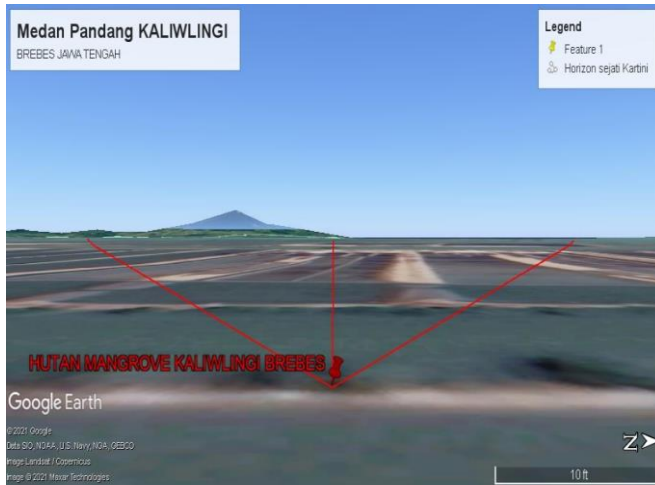 Medan Pandang KALIWLINGI
BREBES JAWA TENGAH
Legend
Feature 1
Horizon sejati Kartini
HUTAN MANGROVE KALIWLINGI BREBES
Google Earth
© 2021 Google
Data SIO, NOAA, U.S. Navy, NGA, GEBCO
Image Landsat / Copernicus
Image © 2021 Maxar Technologies
N
10 ft